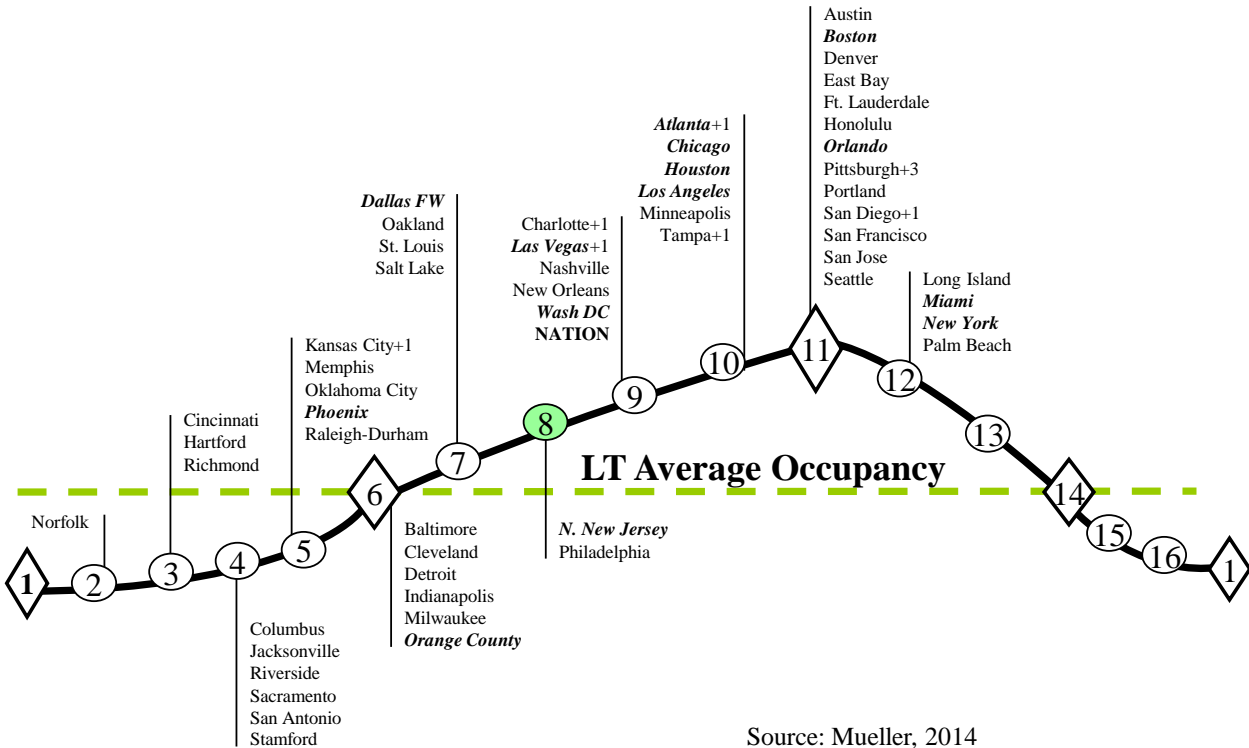 Austin
Boston
Denver
East Bay
Ft. Lauderdale
Honolulu
Orlando
Pittsburgh+3
Portland
San Diego+1
San Francisco
San Jose
Seattle
Atlanta+1
Chicago
Houston
Los Angeles
Minneapolis
Tampa+1
Dallas FW
Oakland
St. Louis
Salt Lake
Charlotte+1
Las Vegas+1
Nashville
New Orleans
Wash DC
NATION
Long Island
Miami
New York
Palm Beach
Kansas City+1
Memphis
Oklahoma City
Phoenix
Raleigh-Durham
Cincinnati
Hartford
Richmond
LT Average Occupancy
Norfolk
1
2
3
4
5
6
7
8
9
10
11
12
13
14
15
16
1
Baltimore
Cleveland
Detroit
Indianapolis
Milwaukee
Orange County
N. New Jersey
Philadelphia
Columbus
Jacksonville
Riverside
Sacramento
San Antonio
Stamford
Source: Mueller, 2014